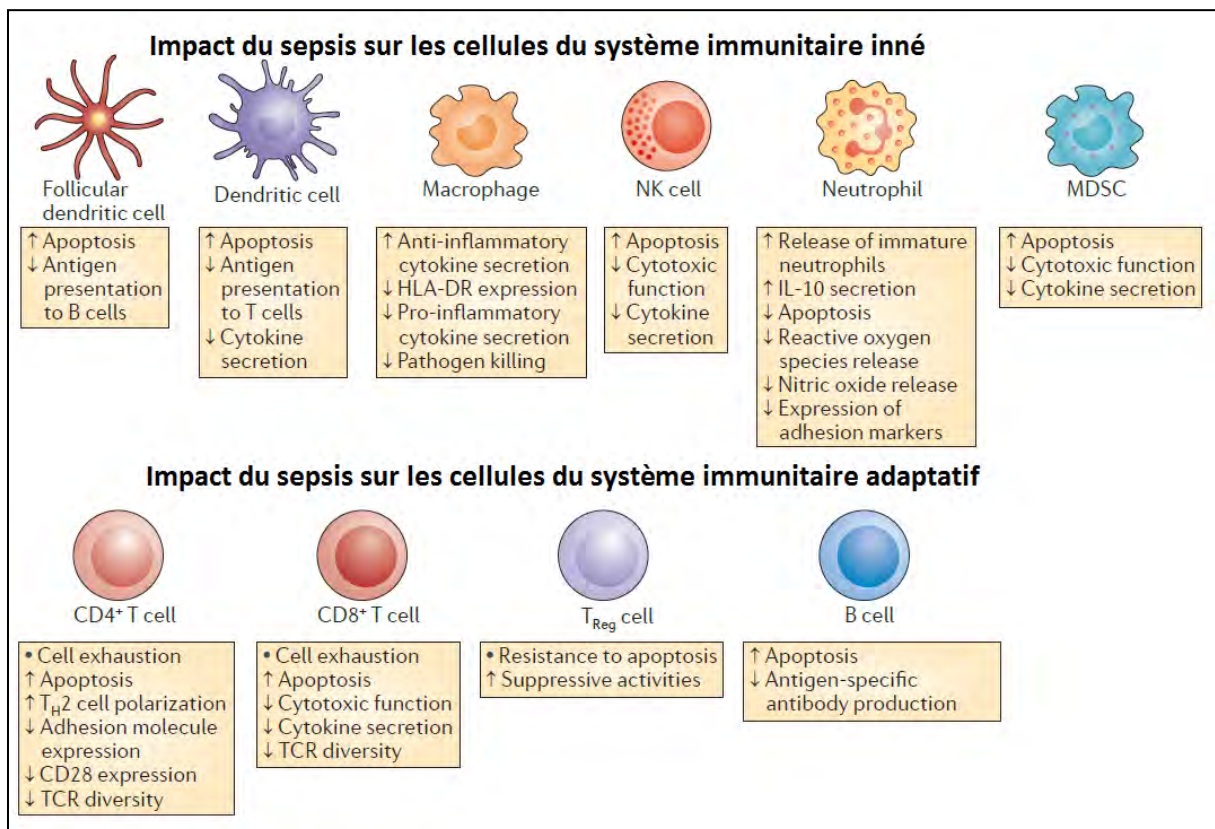 Impact du sepsis sur les cellules du système immunitaire inné
Follicular
dendritic cell
↑ Apoptosis
↓ Antigen
presentation
to B cells
Dendritic cell
↑ Apoptosis
↓ Antigen
presentation
to T cells
↓ Cytokine
secretion
Macrophage
↑ Anti-inflammatory
cytokine secretion
↓ HLA-DR expression
↓ Pro-inflammatory
cytokine secretion
↓ Pathogen killing
NK cell
↑ Apoptosis
↓ Cytotoxic
function
↓ Cytokine
secretion
Neutrophil
↑ Release of immature
neutrophils
↑ IL-10 secretion
↓ Apoptosis
↓ Reactive oxygen
species release
↓ Nitric oxide release
↓ Expression of
adhesion markers
MDSC
↑ Apoptosis
↓ Cytotoxic function
↓ Cytokine secretion
Impact du sepsis sur les cellules du système immunitaire adaptatif
CD4⁺ T cell
• Cell exhaustion
↑ Apoptosis
↑ T_H2 cell polarization
↓ Adhesion molecule
expression
↓ CD28 expression
↓ TCR diversity
CD8⁺ T cell
• Cell exhaustion
↑ Apoptosis
↓ Cytotoxic function
↓ Cytokine secretion
↓ TCR diversity
T_Reg cell
• Resistance to apoptosis
↑ Suppressive activities
B cell
↑ Apoptosis
↓ Antigen-specific
antibody production